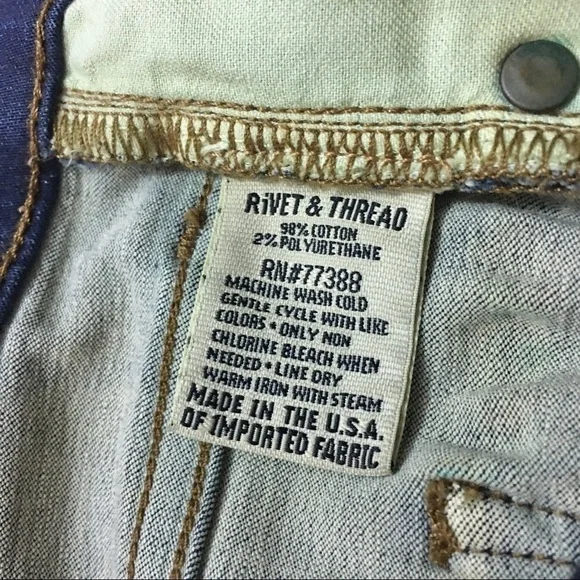 RiVET & THREAD
98% COTTON
2% POLYURETHANE
RN#77388
MACHINE WASH COLD
GENTLE CYCLE WITH LIKE
COLORS • ONLY NON
CHLORINE BLEACH WHEN
NEEDED • LINE DRY
WARM IRON WITH STEAM
MADE IN THE U.S.A.
OF IMPORTED FABRIC